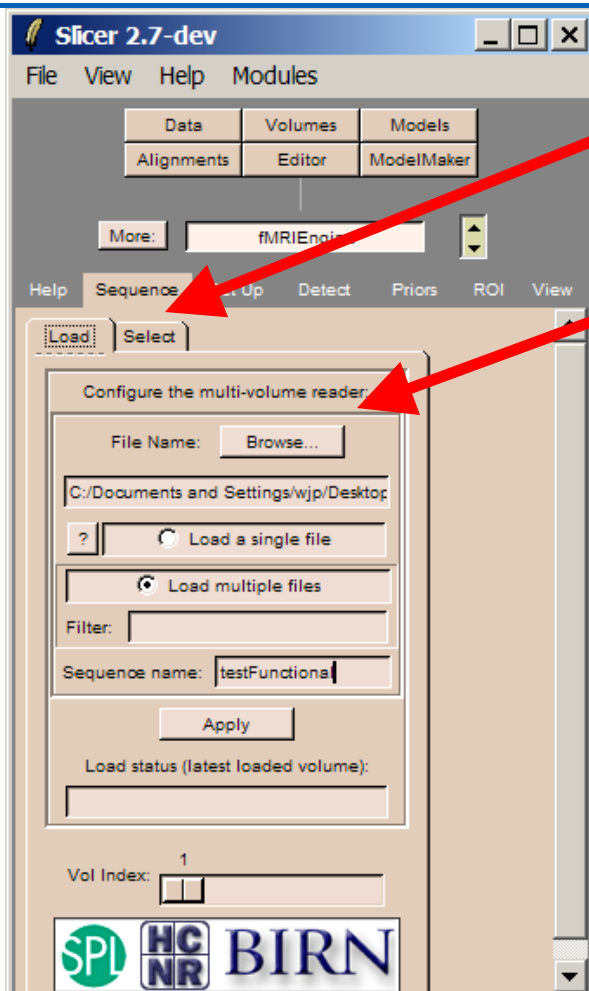 Slicer 2.7-dev
File View Help Modules
Data Volumes Models
Alignments Editor ModelMaker
More: fMRIEngine
Help Sequence Up Detect Priors ROI View
Load Select
Configure the multi-volume reader:
File Name: Browse...
C:/Documents and Settings/wjp/Desktop
? Load a single file
Load multiple files
Filter:
Sequence name: testFunctional
Apply
Load status (latest loaded volume):
1
Vol Index:
SPL HC NR BIRN